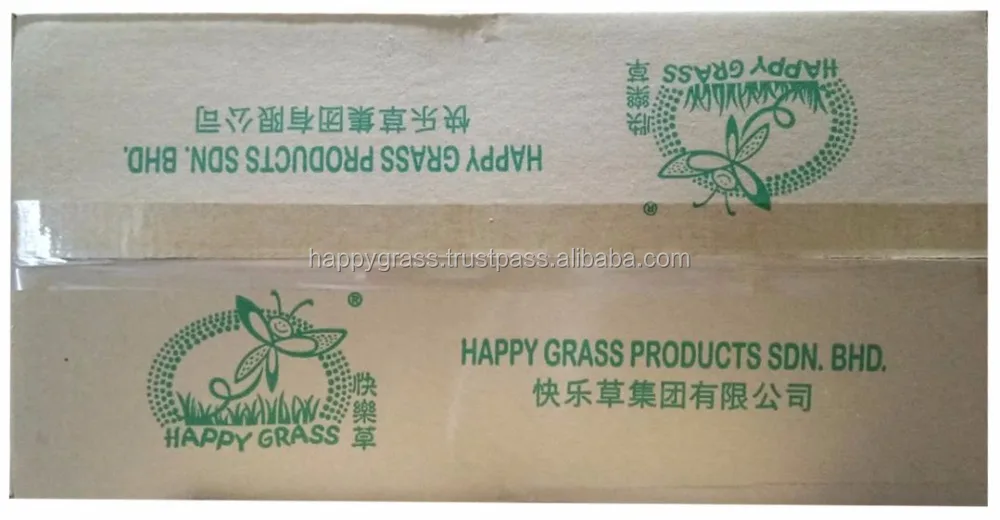 HAPPY GRASS
快樂草
®
HAPPY GRASS PRODUCTS SDN. BHD.
快乐草集团有限公司
happygrass.trustpass.alibaba.com
®
快樂草
HAPPY GRASS
HAPPY GRASS PRODUCTS SDN. BHD.
快乐草集团有限公司